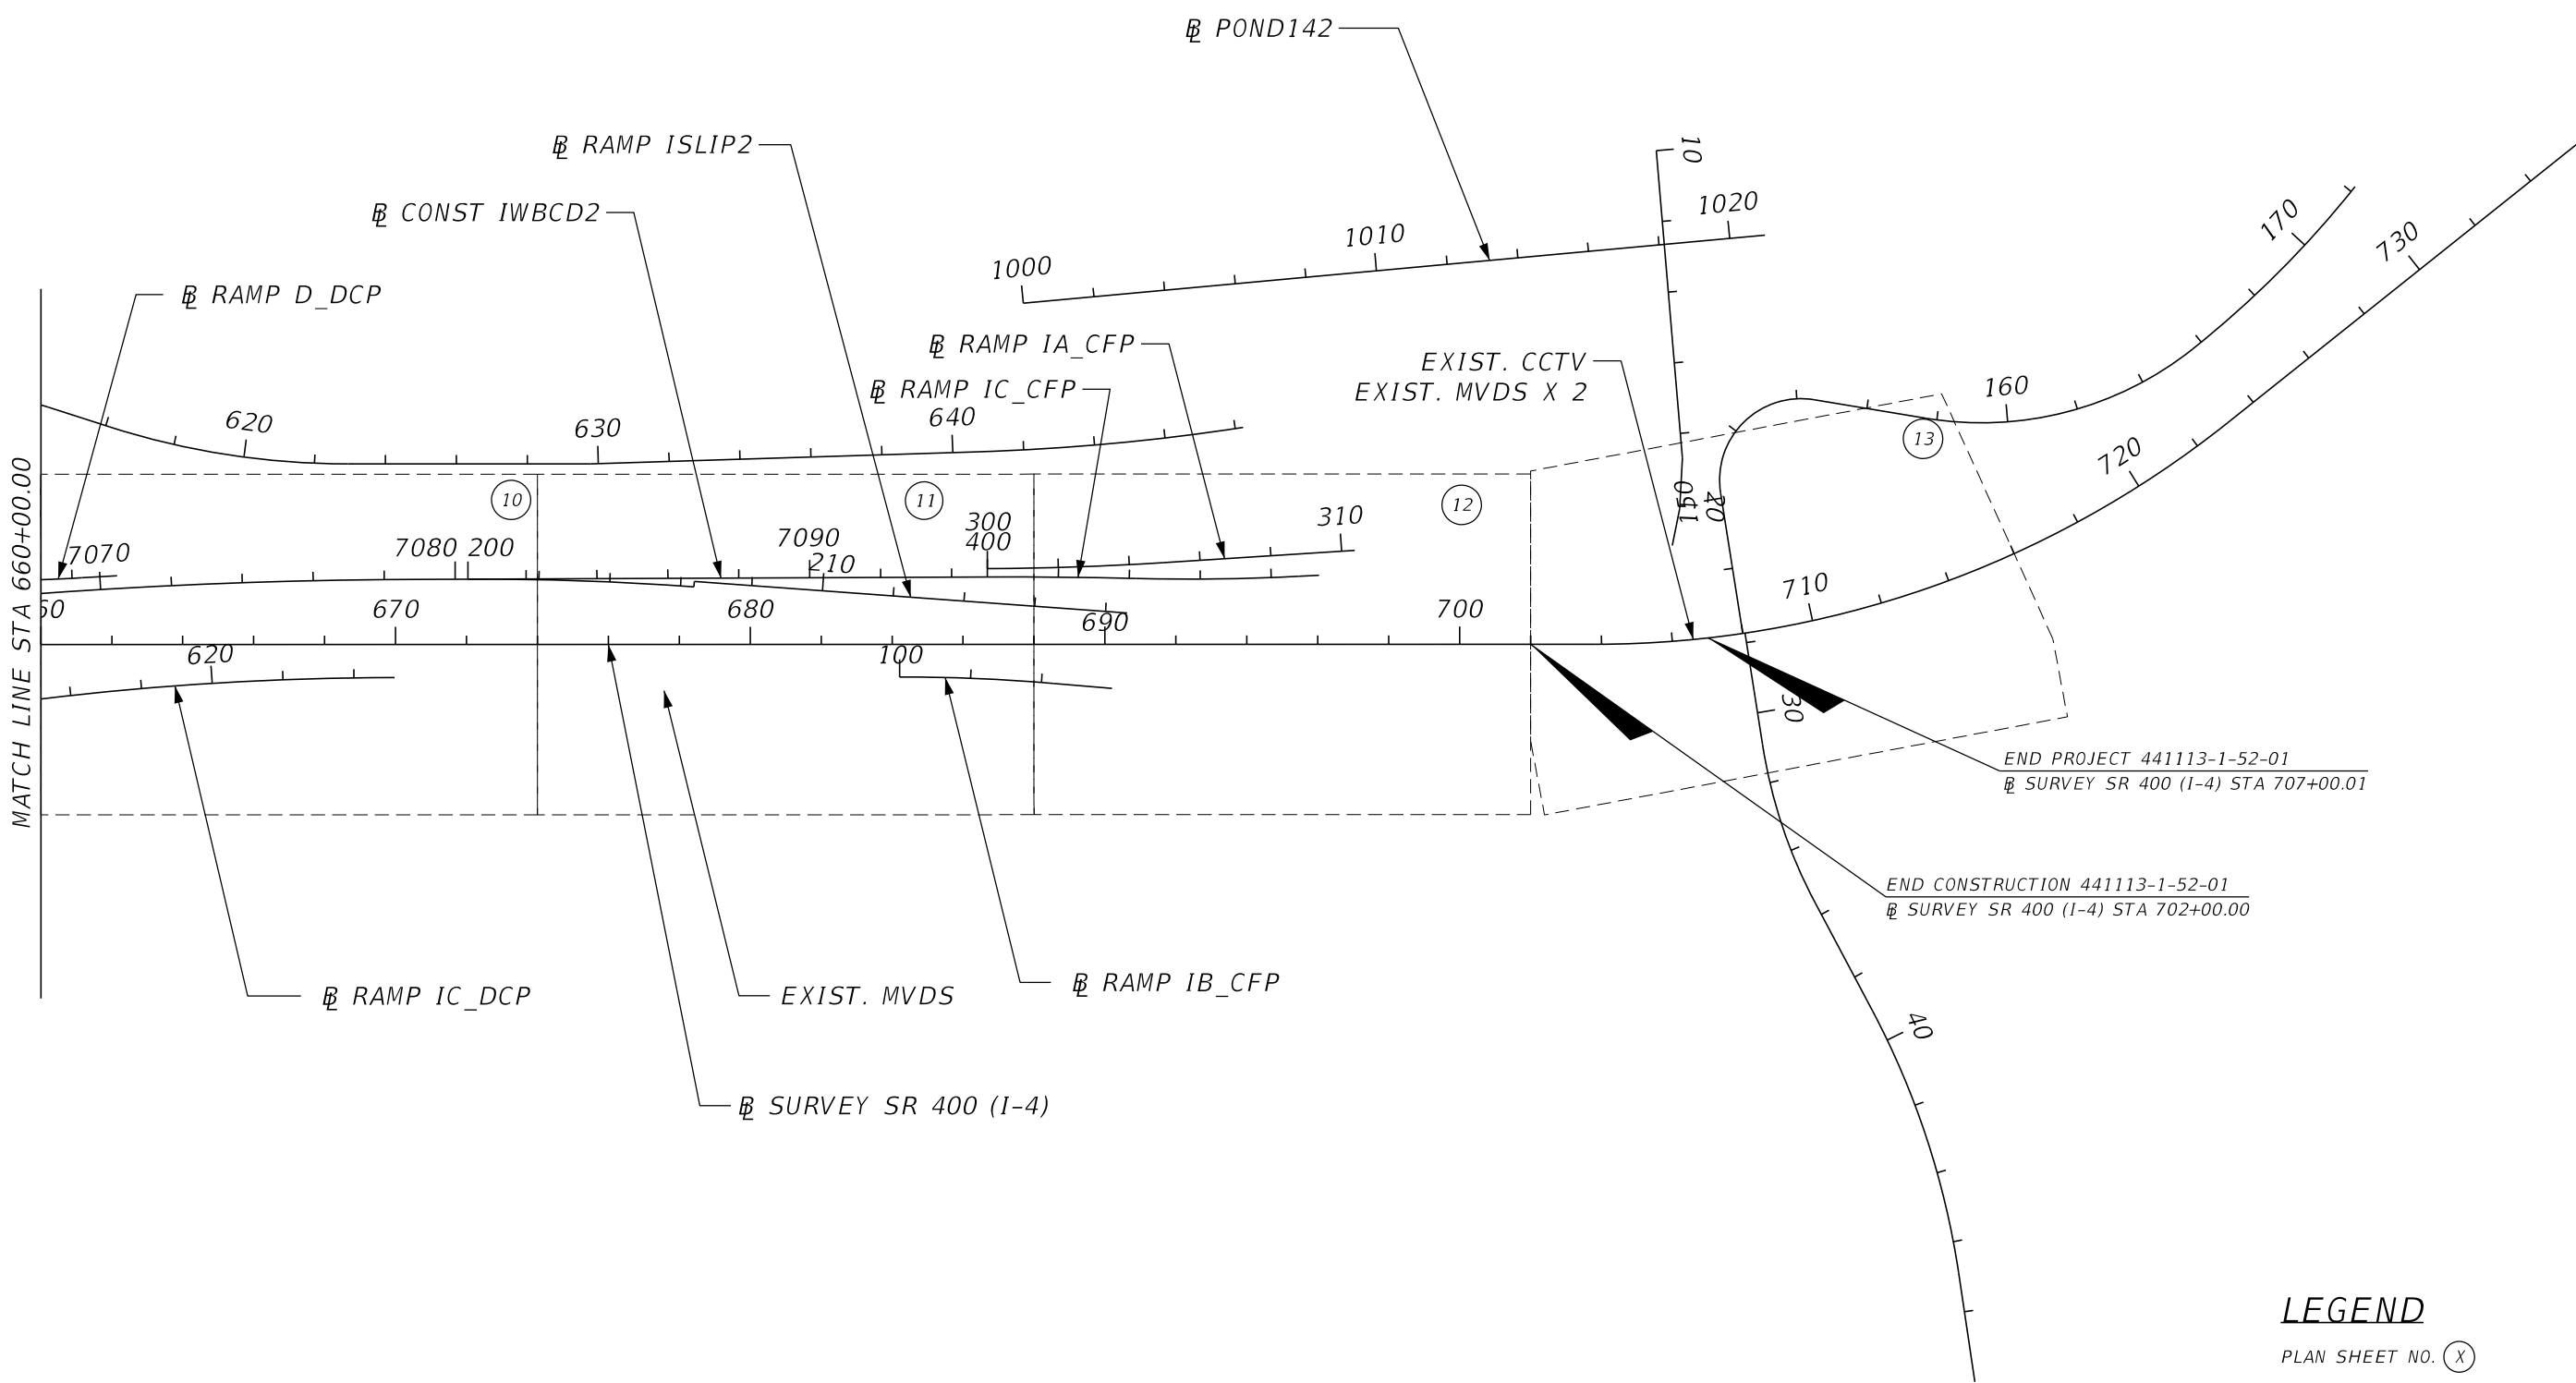 ℄ POND142
℄ RAMP ISLIP2
℄ CONST IWBCD2
℄ RAMP D_DCP
10
1020
1010
1000
170
730
℄ RAMP IA_CFP
℄ RAMP IC_CFP
EXIST. CCTV
EXIST. MVDS X 2
620
630
640
160
13
720
MATCH LINE STA 660+00.00
10
11
12
150
20
7070
7080
200
7090
210
300
400
310
60
670
680
690
700
710
620
100
30
END PROJECT 441113-1-52-01
℄ SURVEY SR 400 (I-4) STA 707+00.01
END CONSTRUCTION 441113-1-52-01
℄ SURVEY SR 400 (I-4) STA 702+00.00
℄ RAMP IC_DCP
EXIST. MVDS
℄ RAMP IB_CFP
40
℄ SURVEY SR 400 (I-4)
LEGEND
PLAN SHEET NO. X